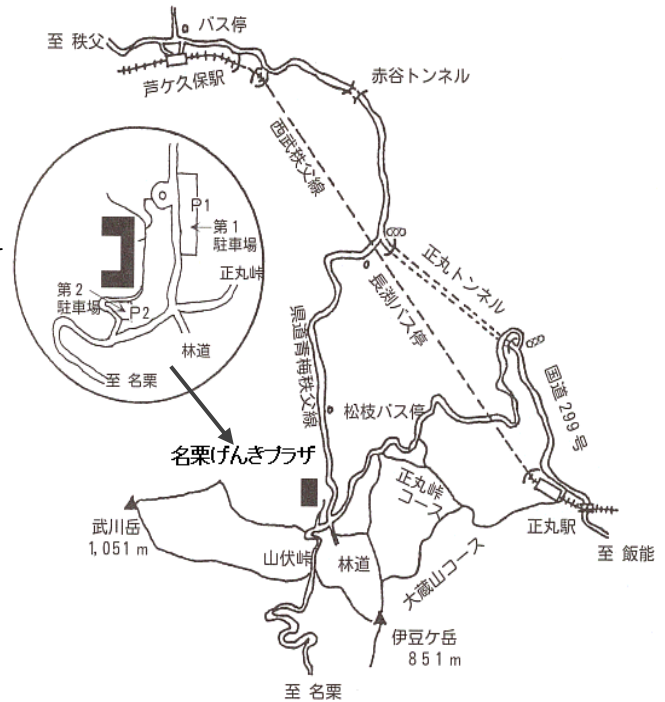 バス停
至 秩父
芦ケ久保駅
赤谷トンネル
西武秩父線
P1
第1
駐車場
正丸峠
第2
駐車場
P2
林道
至 名栗
正丸トンネル
長渕バス停
県道青梅秩父線
国道299号
松枝バス停
名栗げんきプラザ
正丸峠
コース
武川岳
1,051m
山伏峠
林道
大蔵山コース
正丸駅
至 飯能
伊豆ケ岳
851m
至 名栗